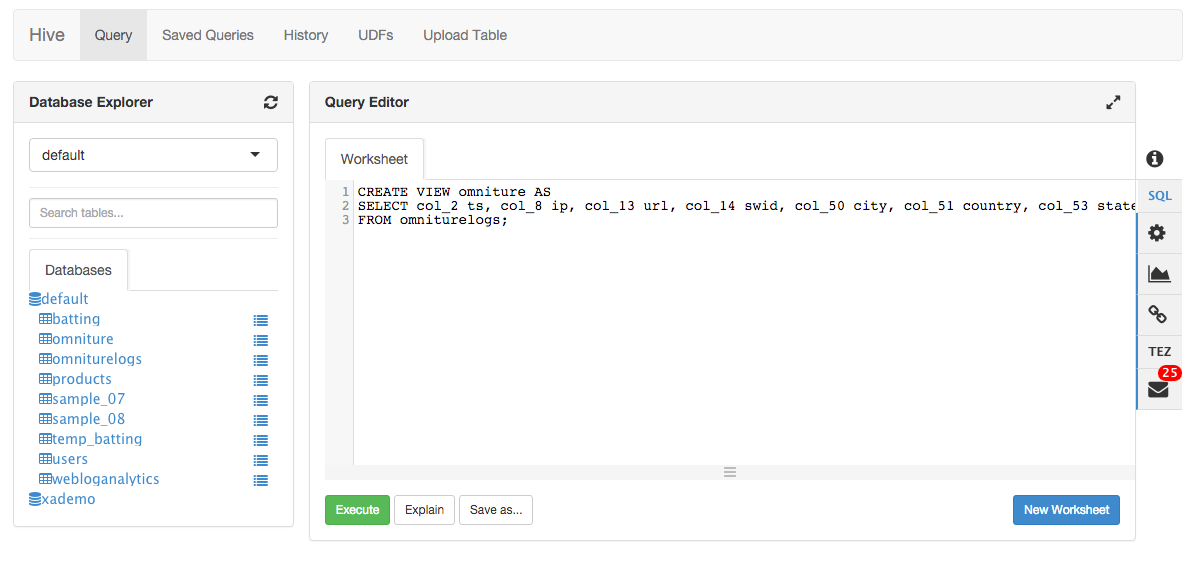 Hive Query Saved Queries History UDFs Upload Table
Database Explorer
default
Search tables...
Databases
default
batting
omniture
omniturelogs
products
sample_07
sample_08
temp_batting
users
webloganalytics
xademo
Query Editor
Worksheet
1 CREATE VIEW omniture AS
2 SELECT col_2 ts, col_8 ip, col_13 url, col_14 swid, col_50 city, col_51 country, col_53 state
3 FROM omniturelogs;
Execute Explain Save as... New Worksheet
SQL
TEZ
25